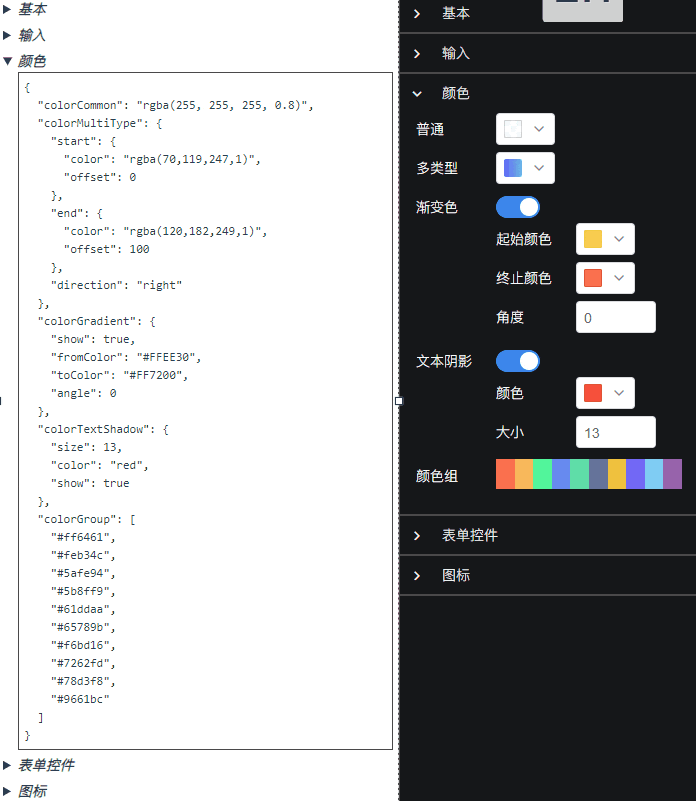 基本
输入
颜色
{
"colorCommon": "rgba(255, 255, 255, 0.8)",
"colorMultiType": {
"start": {
"color": "rgba(70,119,247,1)",
"offset": 0
},
"end": {
"color": "rgba(120,182,249,1)",
"offset": 100
},
"direction": "right"
},
"colorGradient": {
"show": true,
"fromColor": "#FFEE30",
"toColor": "#FF7200",
"angle": 0
},
"colorTextShadow": {
"size": 13,
"color": "red",
"show": true
},
"colorGroup": [
"#ff6461",
"#feb34c",
"#5afe94",
"#5b8ff9",
"#61ddaa",
"#65789b",
"#f6bd16",
"#7262fd",
"#78d3f8",
"#9661bc"
]
}
表单控件
图标
基本
输入
颜色
普通
多类型
渐变色
起始颜色
终止颜色
角度 0
文本阴影
颜色
大小 13
颜色组
表单控件
图标